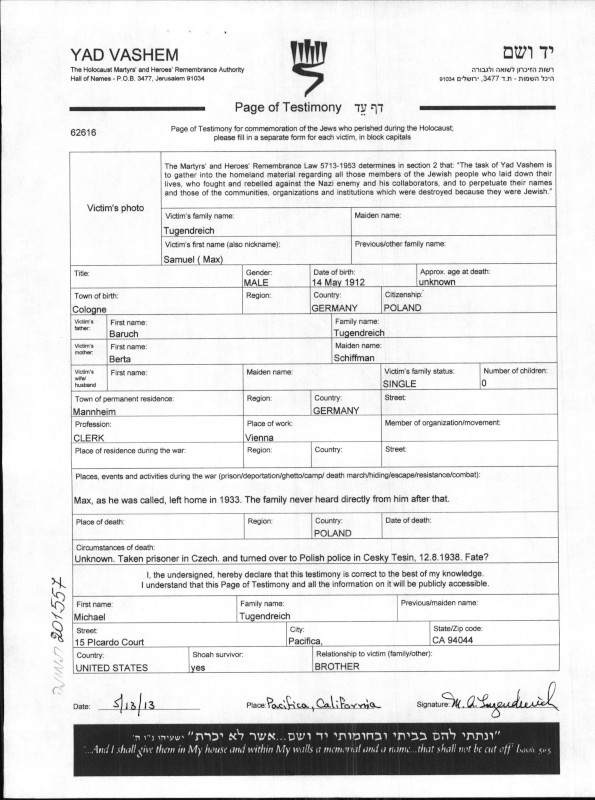 YAD VASHEM
The Holocaust Martyrs' and Heroes' Remembrance Authority
Hall of Names - P.O.B. 3477, Jerusalem 91034
יד ושם
רשות הזיכרון לשואה ולגבורה
היכל השמות - ת.ד 3477, ירושלים 91034
Page of Testimony דף עֵד
62616
Page of Testimony for commemoration of the Jews who perished during the Holocaust;
please fill in a separate form for each victim, in block capitals
Victim's photo
The Martyrs' and Heroes' Remembrance Law 5713-1953 determines in section 2 that: "The task of Yad Vashem is
to gather into the homeland material regarding all those members of the Jewish people who laid down their
lives, who fought and rebelled against the Nazi enemy and his collaborators, and to perpetuate their names
and those of the communities, organizations and institutions which were destroyed because they were Jewish."
Victim's family name: Maiden name:
Tugendreich
Victim's first name (also nickname): Previous/other family name:
Samuel ( Max)
Title: Gender: Date of birth: Approx. age at death:
MALE 14 May 1912 unknown
Town of birth: Region: Country: Citizenship:
Cologne GERMANY POLAND
Victim's father: First name: Family name:
Baruch Tugendreich
Victim's mother: First name: Maiden name:
Berta Schiffman
Victim's wife/ husband First name: Maiden name: Victim's family status: Number of children:
SINGLE 0
Town of permanent residence: Region: Country: Street:
Mannheim GERMANY
Profession: Place of work: Member of organization/movement:
CLERK Vienna
Place of residence during the war: Region: Country: Street:
Places, events and activities during the war (prison/deportation/ghetto/camp/ death march/hiding/escape/resistance/combat):
Max, as he was called, left home in 1933. The family never heard directly from him after that.
Place of death: Region: Country: Date of death:
POLAND
Circumstances of death:
Unknown. Taken prisoner in Czech. and turned over to Polish police in Cesky Tesin, 12.8.1938. Fate?
I, the undersigned, hereby declare that this testimony is correct to the best of my knowledge.
I understand that this Page of Testimony and all the information on it will be publicly accessible.
First name: Family name: Previous/maiden name:
Michael Tugendreich
Street: City: State/Zip code:
15 PIcardo Court Pacifica, CA 94044
Country: Shoah survivor: Relationship to victim (family/other):
UNITED STATES yes BROTHER
Date: 5/13/13 Place: Pacifica, California Signature: M. A. Tugendreich
201557
"ונתתי להם בביתי ובחומותי יד ושם...אשר לא יכרת" ישעיהו נ"ו ה'
"...And I shall give them in My house and within My walls a memorial and a name...that shall not be cut off" Isaiah 56:5